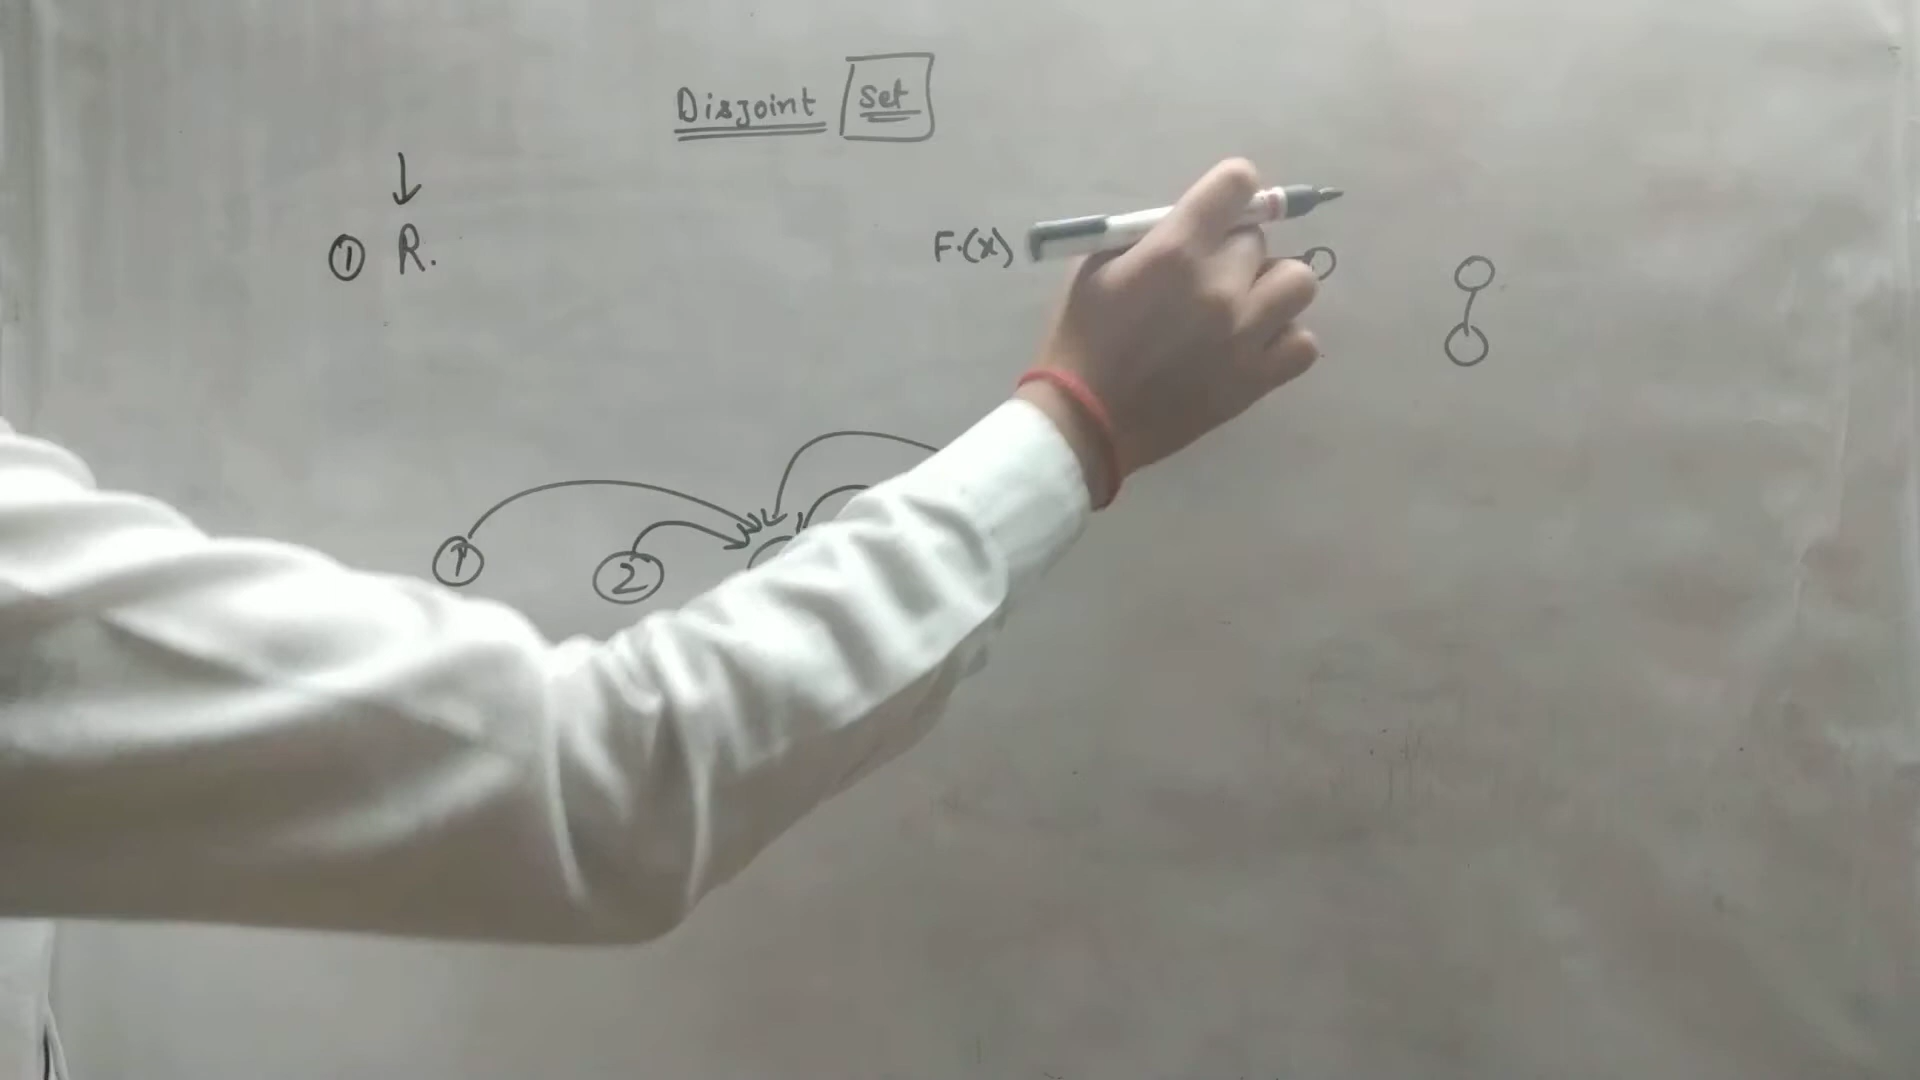 Disjoint Set
① R.
F.(x)
1
2